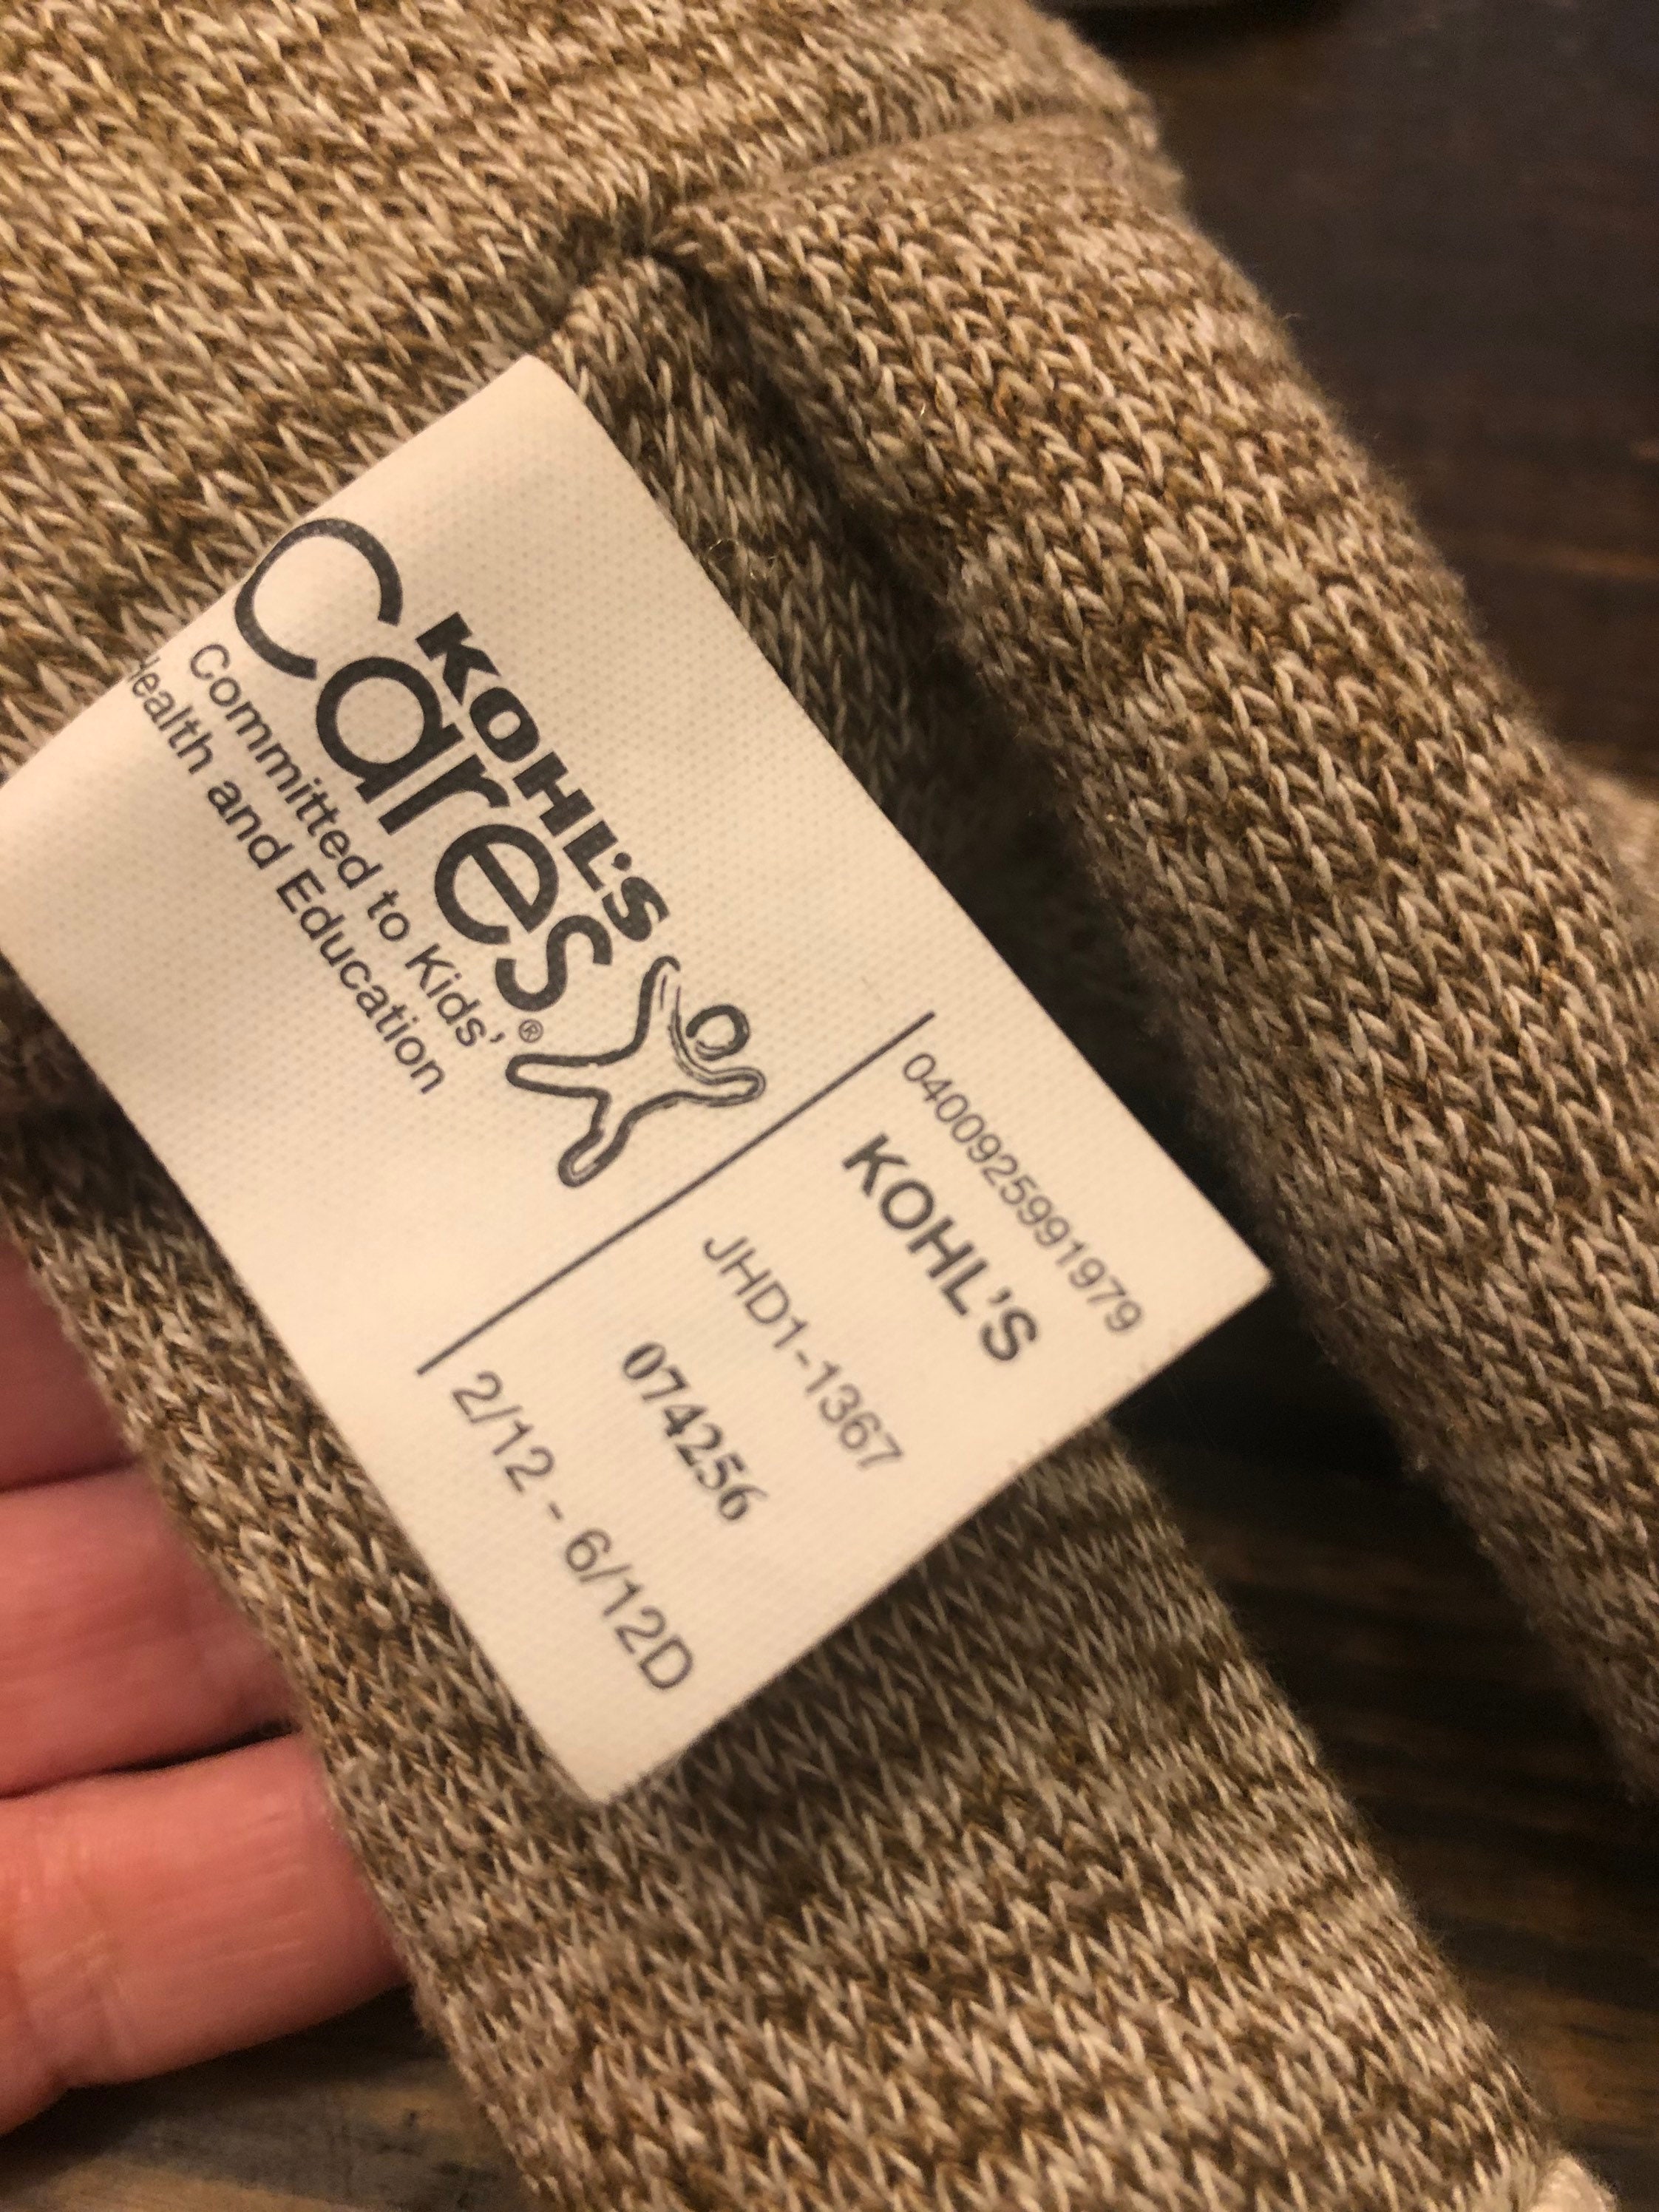 KOHL'S
Cares®
Committed to Kids'
Health and Education
0400925991979
KOHL'S
JHD1-1367
074256
2/12 - 6/12D